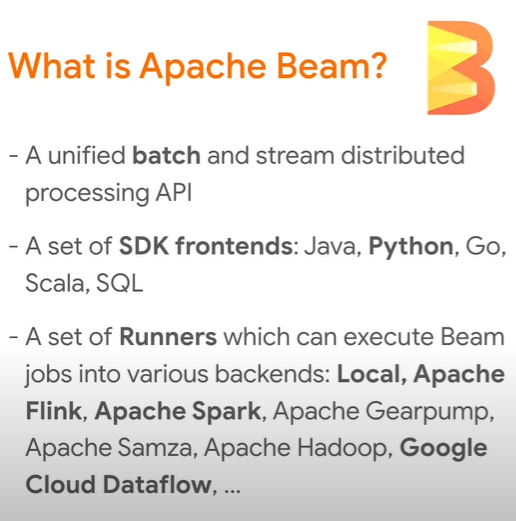 What is Apache Beam?
- A unified batch and stream distributed
processing API
- A set of SDK frontends: Java, Python, Go,
Scala, SQL
- A set of Runners which can execute Beam
jobs into various backends: Local, Apache
Flink, Apache Spark, Apache Gearpump,
Apache Samza, Apache Hadoop, Google
Cloud Dataflow, ...